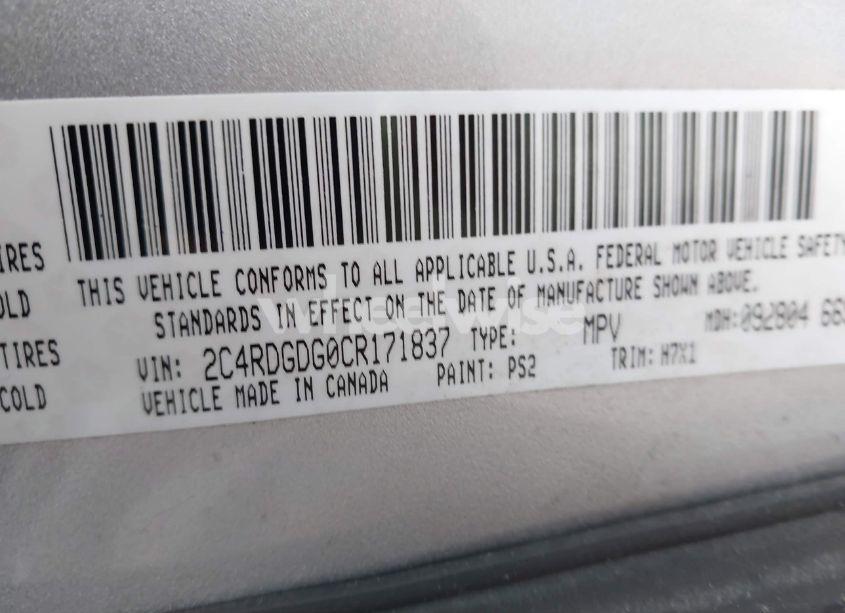 IRES
OLD
TIRES
COLD
THIS VEHICLE CONFORMS TO ALL APPLICABLE U.S.A. FEDERAL MOTOR VEHICLE SAFETY
STANDARDS IN EFFECT ON THE DATE OF MANUFACTURE SHOWN ABOVE.
VIN: 2C4RDGDG0CR171837 TYPE: MPV MDH:092804 66
VEHICLE MADE IN CANADA PAINT: PS2 TRIM: H7X1
wheelwise